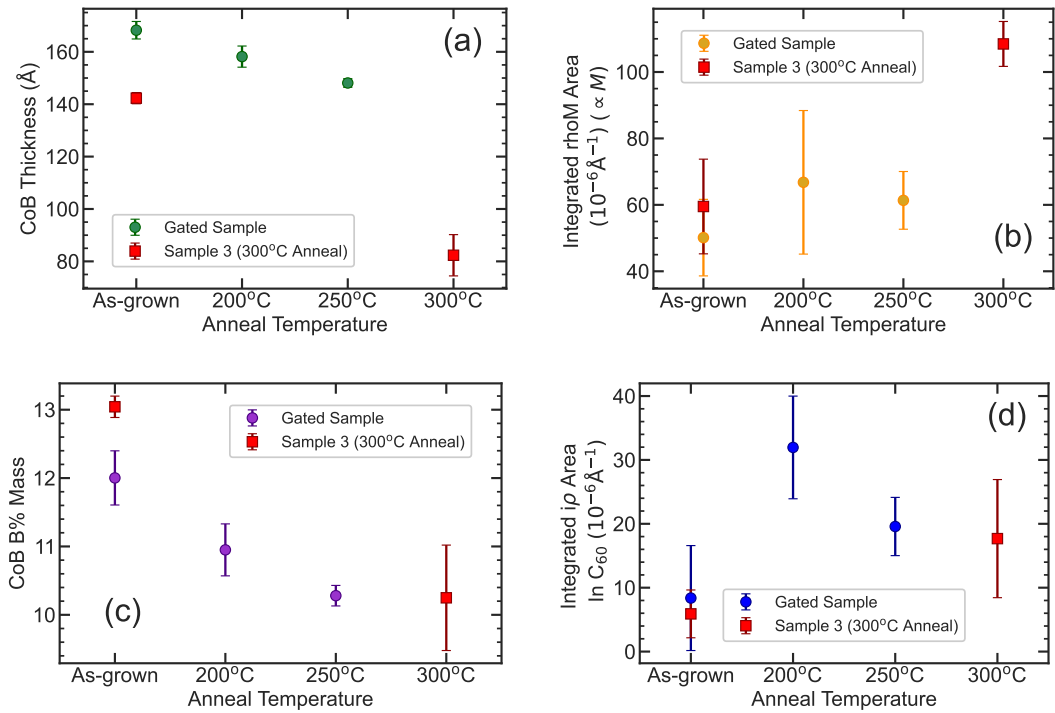 (a)
CoB Thickness (Å)
160
140
120
100
80
Gated Sample
Sample 3 (300°C Anneal)
As-grown 200°C 250°C 300°C
Anneal Temperature
(b)
Integrated rhoM Area
(10⁻⁶Å⁻¹) (∝ M)
100
80
60
40
Gated Sample
Sample 3 (300°C Anneal)
As-grown 200°C 250°C 300°C
Anneal Temperature
(c)
CoB B% Mass
13
12
11
10
Gated Sample
Sample 3 (300°C Anneal)
As-grown 200°C 250°C 300°C
Anneal Temperature
(d)
Integrated iρ Area
In C₆₀ (10⁻⁶Å⁻¹)
40
30
20
10
0
Gated Sample
Sample 3 (300°C Anneal)
As-grown 200°C 250°C 300°C
Anneal Temperature